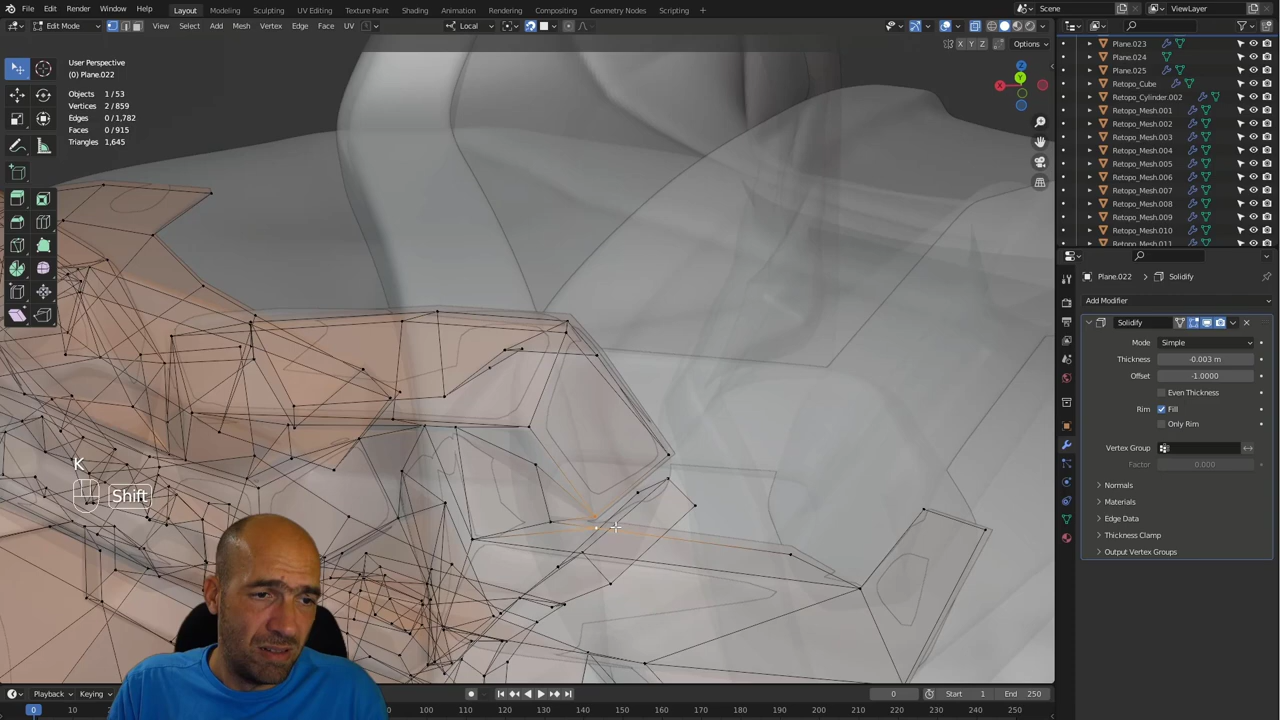 File Edit Render Window Help Layout Modeling Sculpting UV Editing Texture Paint Shading Animation Rendering Compositing Geometry Nodes Scripting Scene ViewLayer
Edit Mode View Select Add Mesh Vertex Edge Face UV Local
X Y Z Options
User Perspective
(0) Plane.022
Objects 1/53
Vertices 2/859
Edges 0/1,782
Faces 0/915
Triangles 1,645
Z
Y
X
K
Shift
Plane.023
Plane.024
Plane.025
Retopo_Cube
Retopo_Cylinder.002
Retopo_Mesh.001
Retopo_Mesh.002
Retopo_Mesh.003
Retopo_Mesh.004
Retopo_Mesh.005
Retopo_Mesh.006
Retopo_Mesh.007
Retopo_Mesh.008
Retopo_Mesh.009
Retopo_Mesh.010
Retopo_Mesh.011
Plane.022 Solidify
Add Modifier
Solidify
Mode Simple
Thickness -0.003 m
Offset -1.0000
Even Thickness
Rim Fill
Only Rim
Vertex Group
Factor 0.000
Normals
Materials
Edge Data
Thickness Clamp
Output Vertex Groups
Playback Keying 0 Start 1 End 250
0 10 100 110 120 130 140 150 160 170 180 190 200 210 220 230 240 250